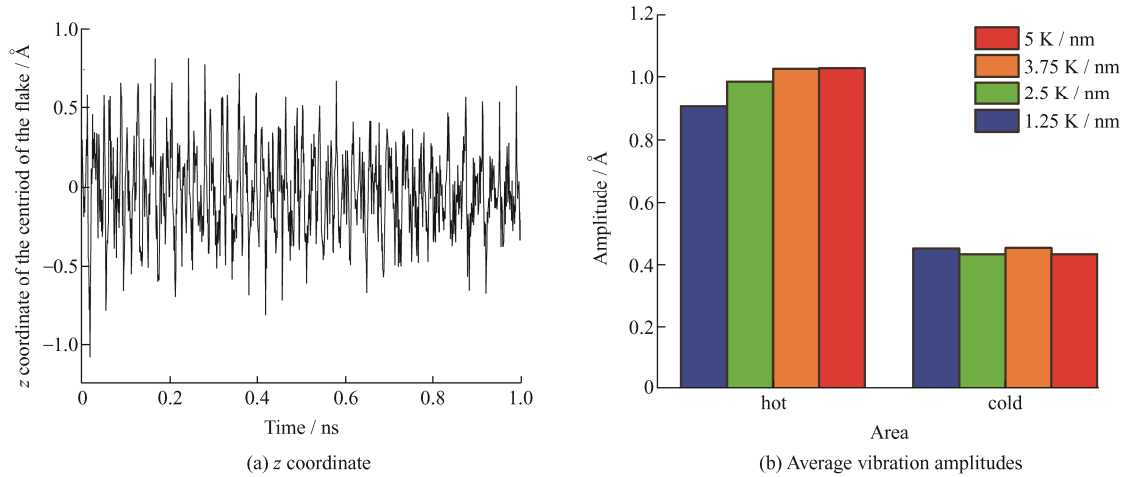 z coordinate of the centriod of the flake / Å
1.0
0.5
0
−0.5
−1.0
0 0.2 0.4 0.6 0.8 1.0
Time / ns
(a) z coordinate
Amplitude / Å
1.2
1.0
0.8
0.6
0.4
0.2
0
5 K / nm
3.75 K / nm
2.5 K / nm
1.25 K / nm
hot cold
Area
(b) Average vibration amplitudes